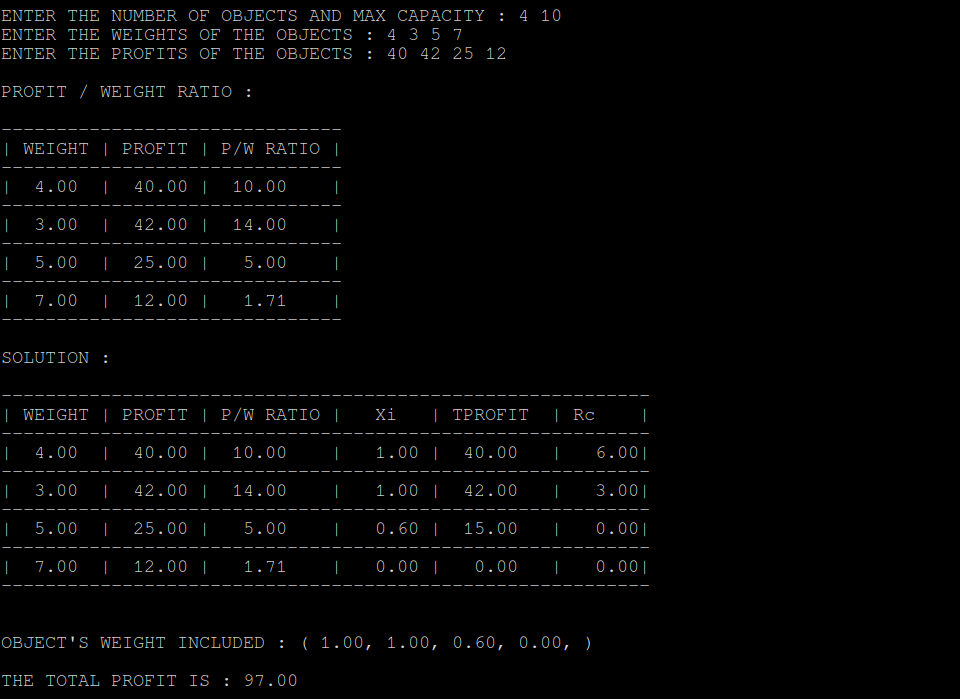 ENTER THE NUMBER OF OBJECTS AND MAX CAPACITY : 4 10
ENTER THE WEIGHTS OF THE OBJECTS : 4 3 5 7
ENTER THE PROFITS OF THE OBJECTS : 40 42 25 12
PROFIT / WEIGHT RATIO :
-------------------------------
| WEIGHT | PROFIT | P/W RATIO |
-------------------------------
|  4.00  |  40.00 |  10.00    |
-------------------------------
|  3.00  |  42.00 |  14.00    |
-------------------------------
|  5.00  |  25.00 |   5.00    |
-------------------------------
|  7.00  |  12.00 |   1.71    |
-------------------------------
SOLUTION :
-----------------------------------------------------------
| WEIGHT | PROFIT | P/W RATIO |   Xi   | TPROFIT  | Rc    |
-----------------------------------------------------------
|  4.00  |  40.00 |  10.00    |   1.00 |  40.00   |   6.00|
-----------------------------------------------------------
|  3.00  |  42.00 |  14.00    |   1.00 |  42.00   |   3.00|
-----------------------------------------------------------
|  5.00  |  25.00 |   5.00    |   0.60 |  15.00   |   0.00|
-----------------------------------------------------------
|  7.00  |  12.00 |   1.71    |   0.00 |   0.00   |   0.00|
-----------------------------------------------------------
OBJECT'S WEIGHT INCLUDED : ( 1.00, 1.00, 0.60, 0.00, )
THE TOTAL PROFIT IS : 97.00